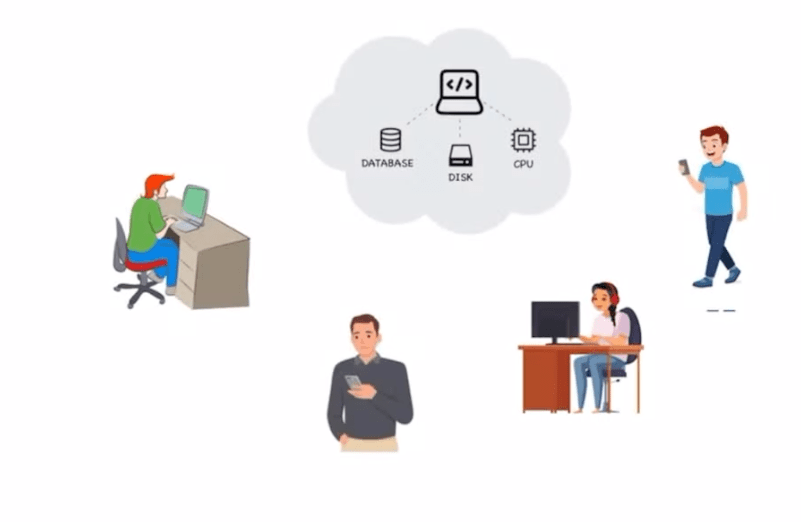 </>
DATABASE
DISK
CPU